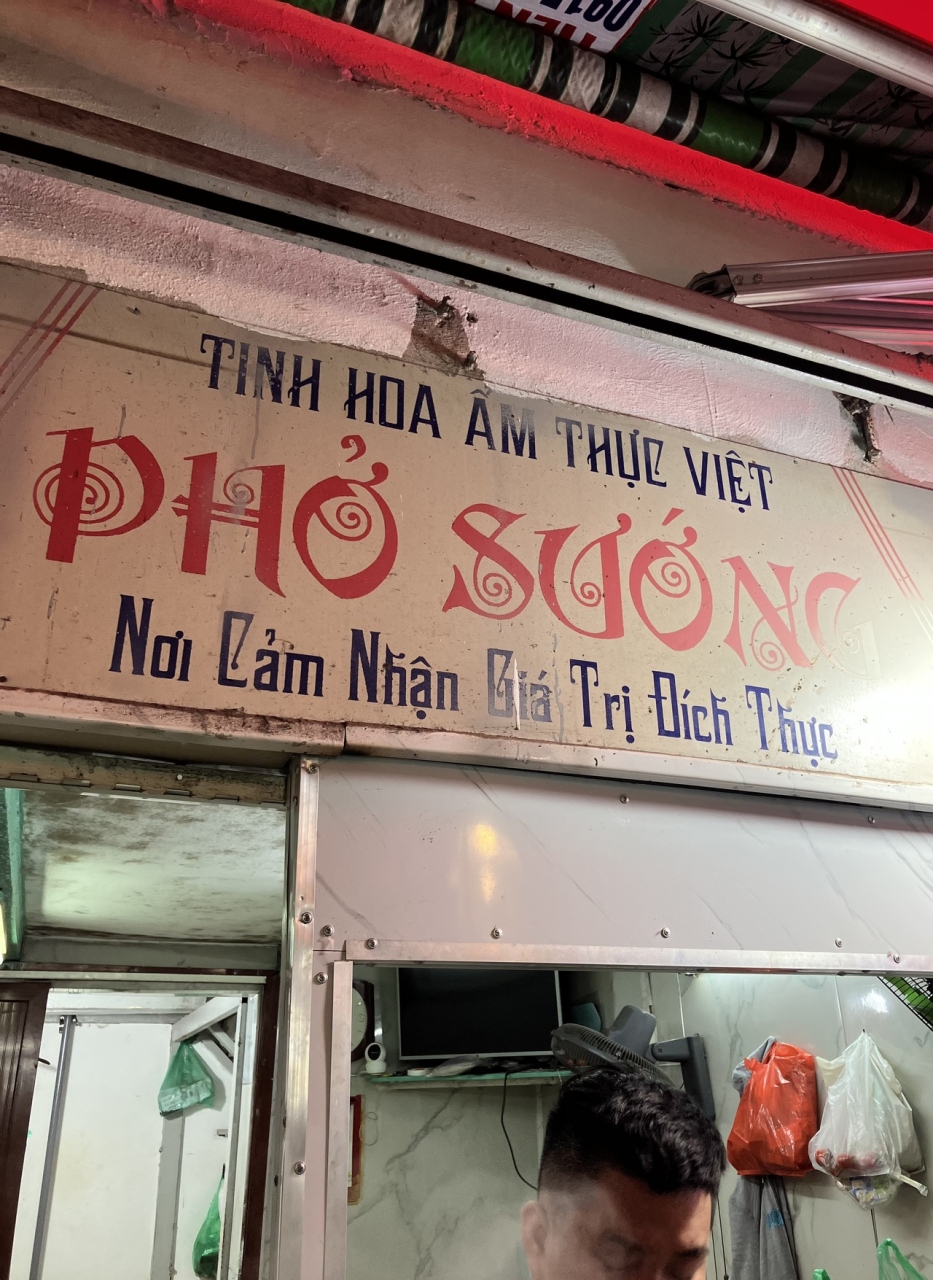 TINH HOA ẨM THỰC VIỆT
PHỞ SƯỚNG
Nơi Cảm Nhận Giá Trị Đích Thực